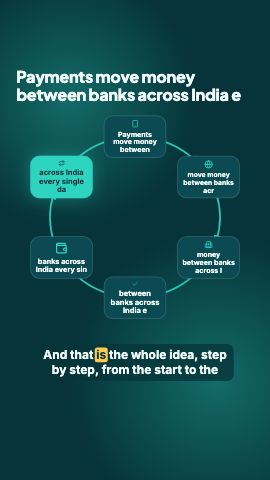 Payments move money
between banks across India e
Payments
move money
between
across India
every single
da
move money
between banks
acr
banks across
India every sin
money
between banks
across I
between
banks across
India e
And that is the whole idea, step
by step, from the start to the